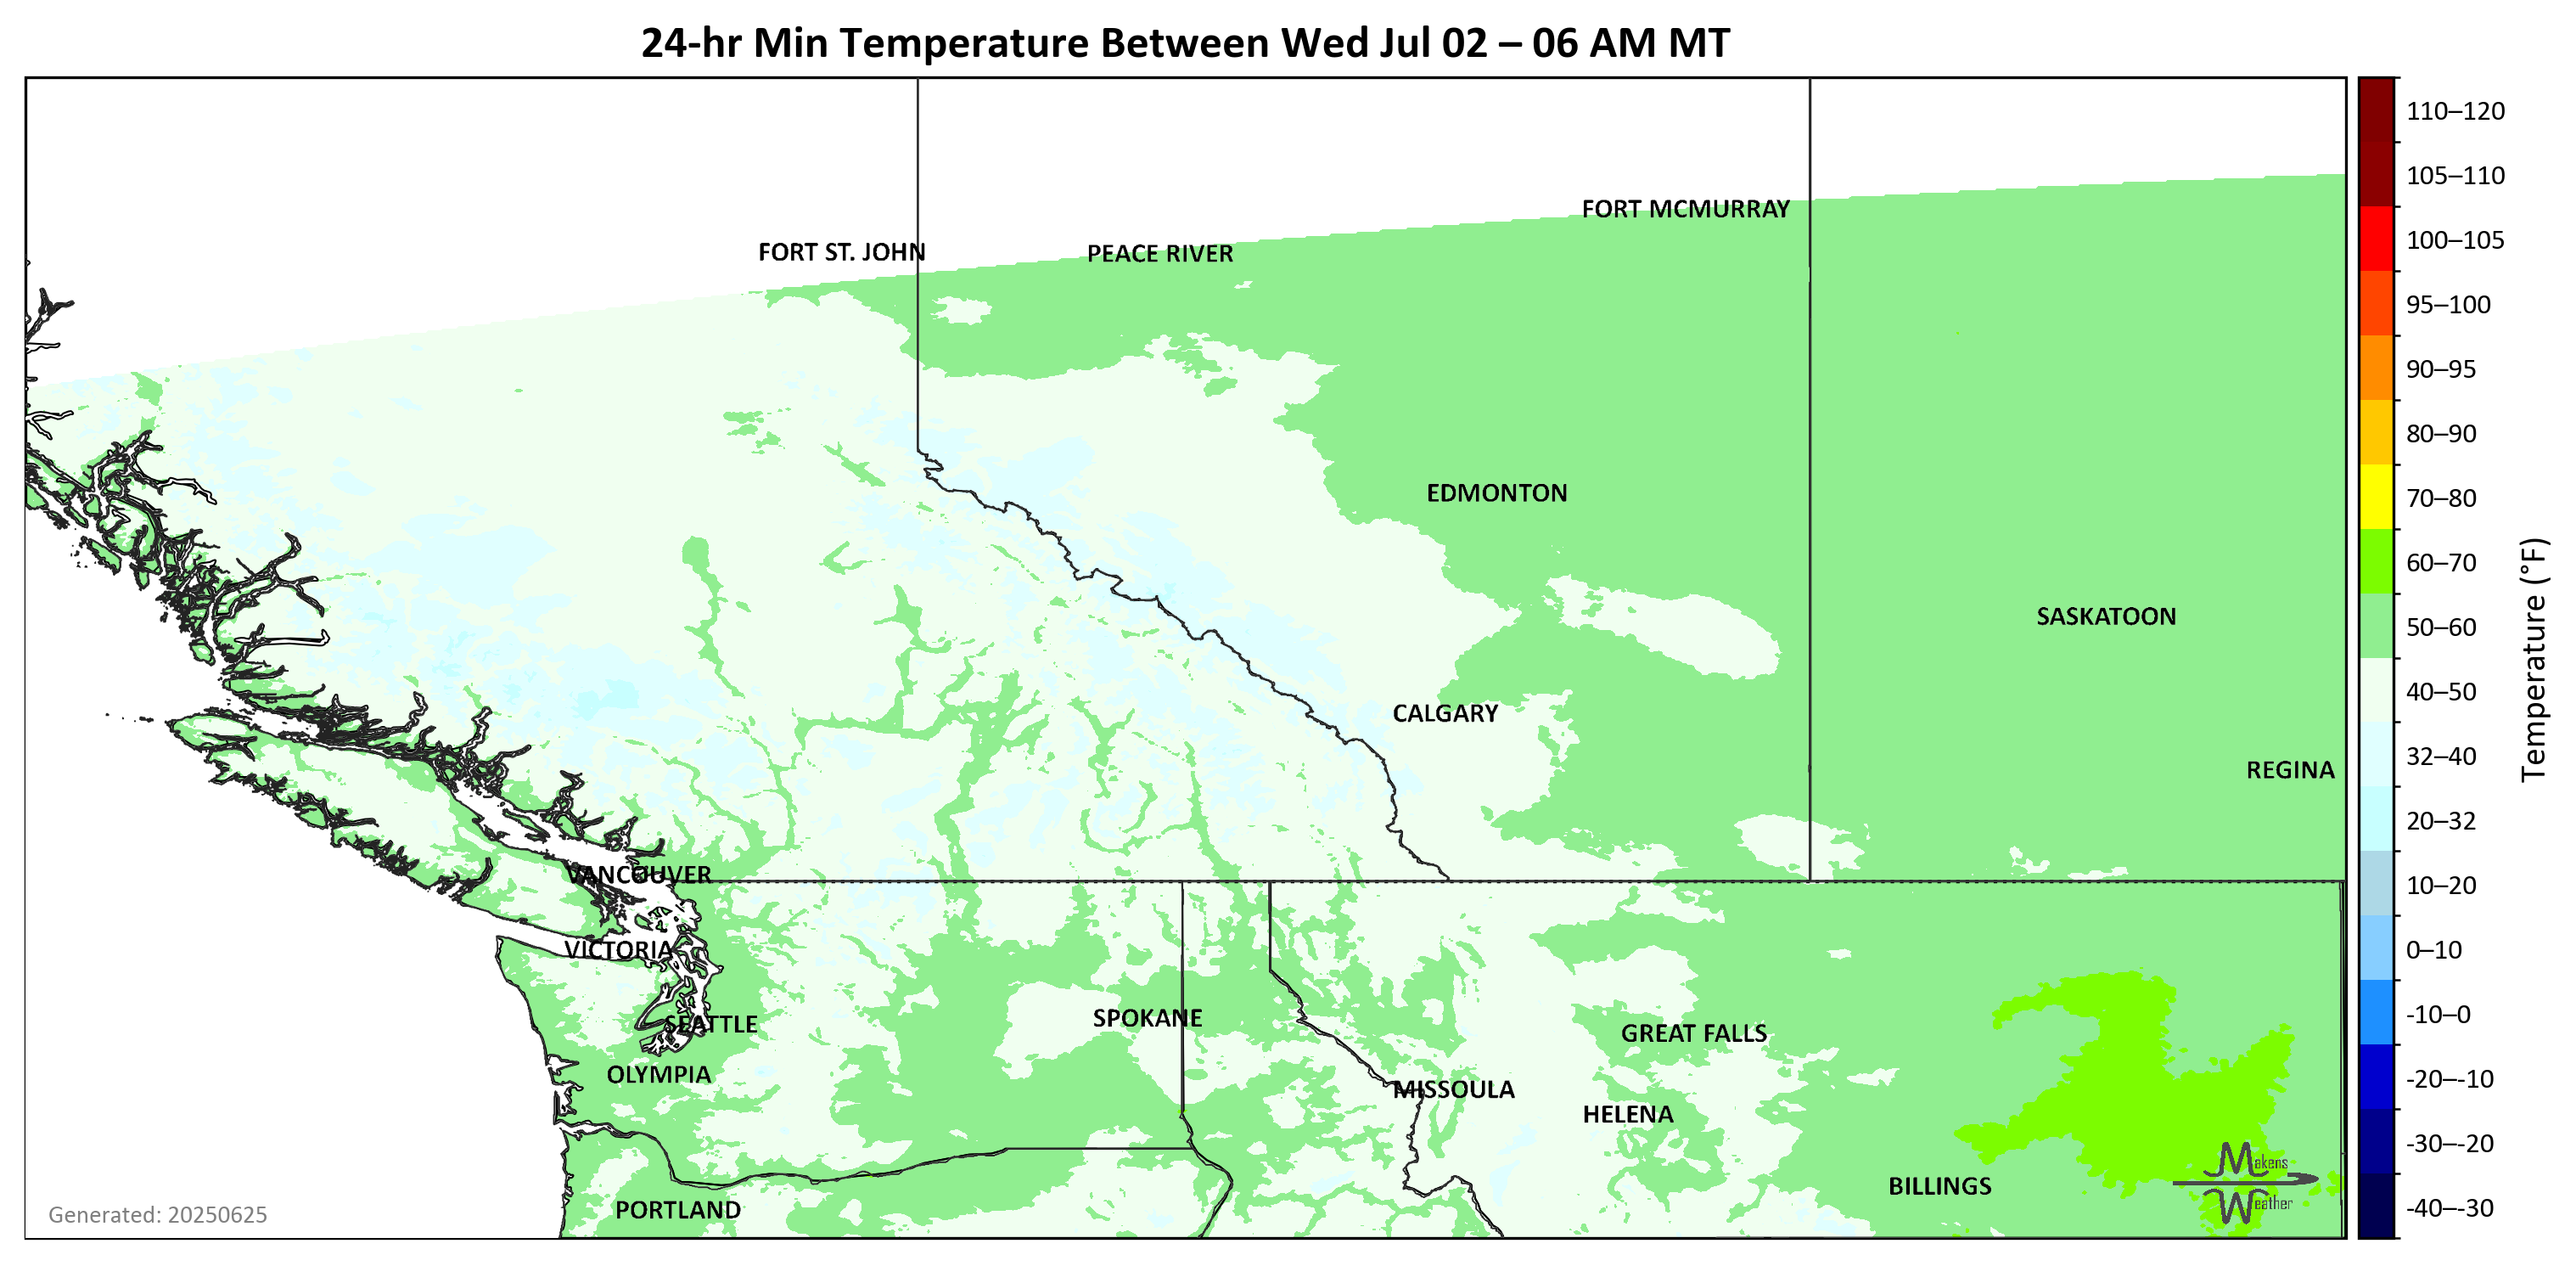 24-hr Min Temperature Between Wed Jul 02 – 06 AM MT
FORT MCMURRAY
FORT ST. JOHN
PEACE RIVER
EDMONTON
SASKATOON
CALGARY
REGINA
VANCOUVER
VICTORIA
SEATTLE
SPOKANE
GREAT FALLS
OLYMPIA
MISSOULA
HELENA
BILLINGS
PORTLAND
Makens
Weather
Generated: 20250625
110–120
105–110
100–105
95–100
90–95
80–90
70–80
60–70
50–60
40–50
32–40
20–32
10–20
0–10
-10–0
-20–-10
-30–-20
-40–-30
Temperature (°F)